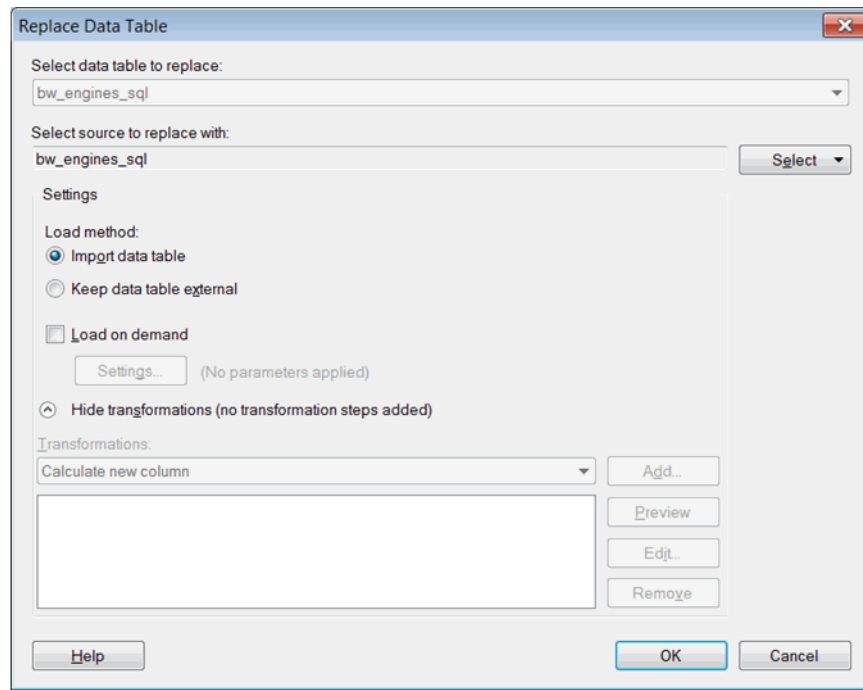 Replace Data Table
Select data table to replace:
bw_engines_sql
Select source to replace with:
bw_engines_sql
Select
Settings
Load method:
Import data table
Keep data table external
Load on demand
Settings... (No parameters applied)
Hide transformations (no transformation steps added)
Transformations:
Calculate new column
Add...
Preview
Edit...
Remove
Help
OK
Cancel